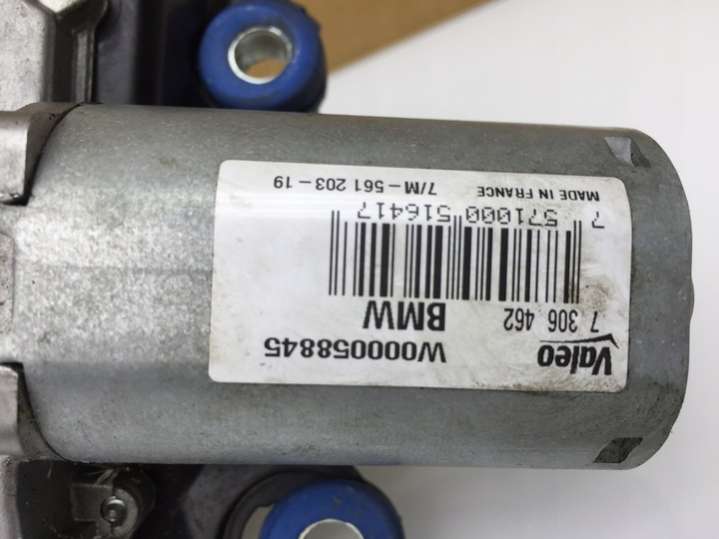 Valeo W000058845
7 306 462 BMW
7 571000 516417
MADE IN FRANCE 7/M-561 203-19